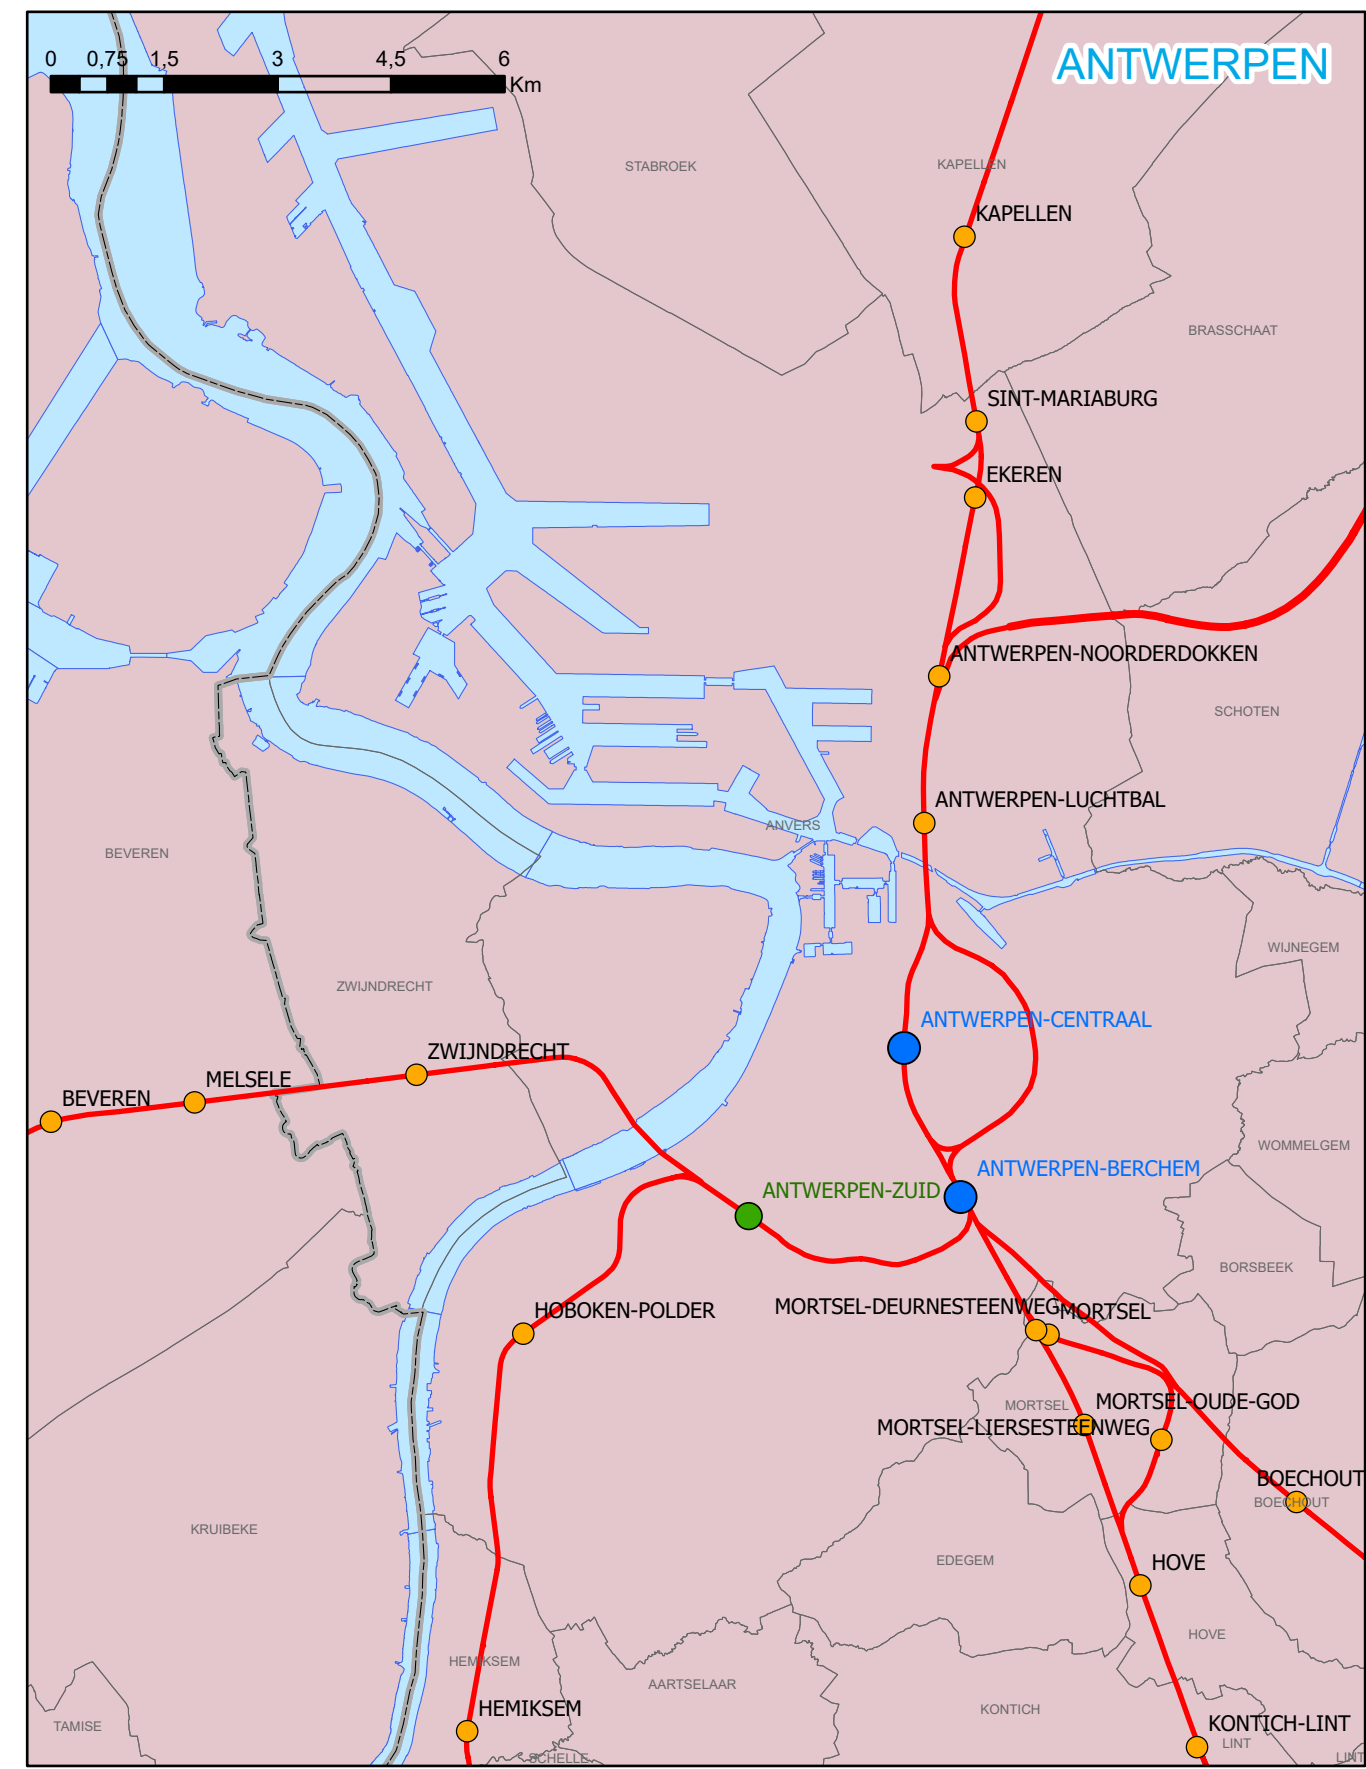 0 0,75 1,5 3 4,5 6
Km
ANTWERPEN
STABROEK
KAPELLEN
KAPELLEN
BRASSCHAAT
SINT-MARIABURG
EKEREN
ANTWERPEN-NOORDERDOKKEN
SCHOTEN
ANTWERPEN-LUCHTBAL
ANVERS
BEVEREN
WIJNEGEM
ZWIJNDRECHT
ANTWERPEN-CENTRAAL
ZWIJNDRECHT
MELSELE
BEVEREN
WOMMELGEM
ANTWERPEN-BERCHEM
ANTWERPEN-ZUID
BORSBEEK
MORTSEL-DEURNESTEENWEG
MORTSEL
HOBOKEN-POLDER
MORTSEL
MORTSEL-OUDE-GOD
MORTSEL-LIERSESTEENWEG
BOECHOUT
BOECHOUT
KRUIBEKE
EDEGEM
HOVE
HOVE
HEMIKSEM
AARTSELAAR
KONTICH
HEMIKSEM
TAMISE
KONTICH-LINT
LINT
SCHELLE
LINT